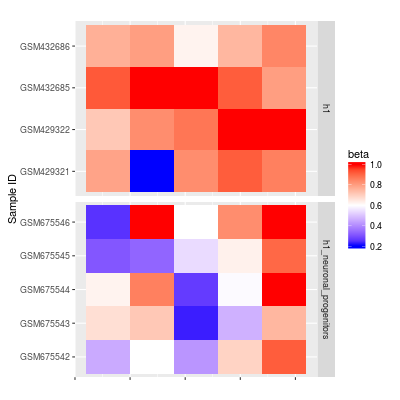 GSM432686
GSM432685
GSM429322
GSM429321
h1
GSM675546
GSM675545
GSM675544
GSM675543
GSM675542
h1_neuronal_progenitors
Sample ID
beta
1.0
0.8
0.6
0.4
0.2